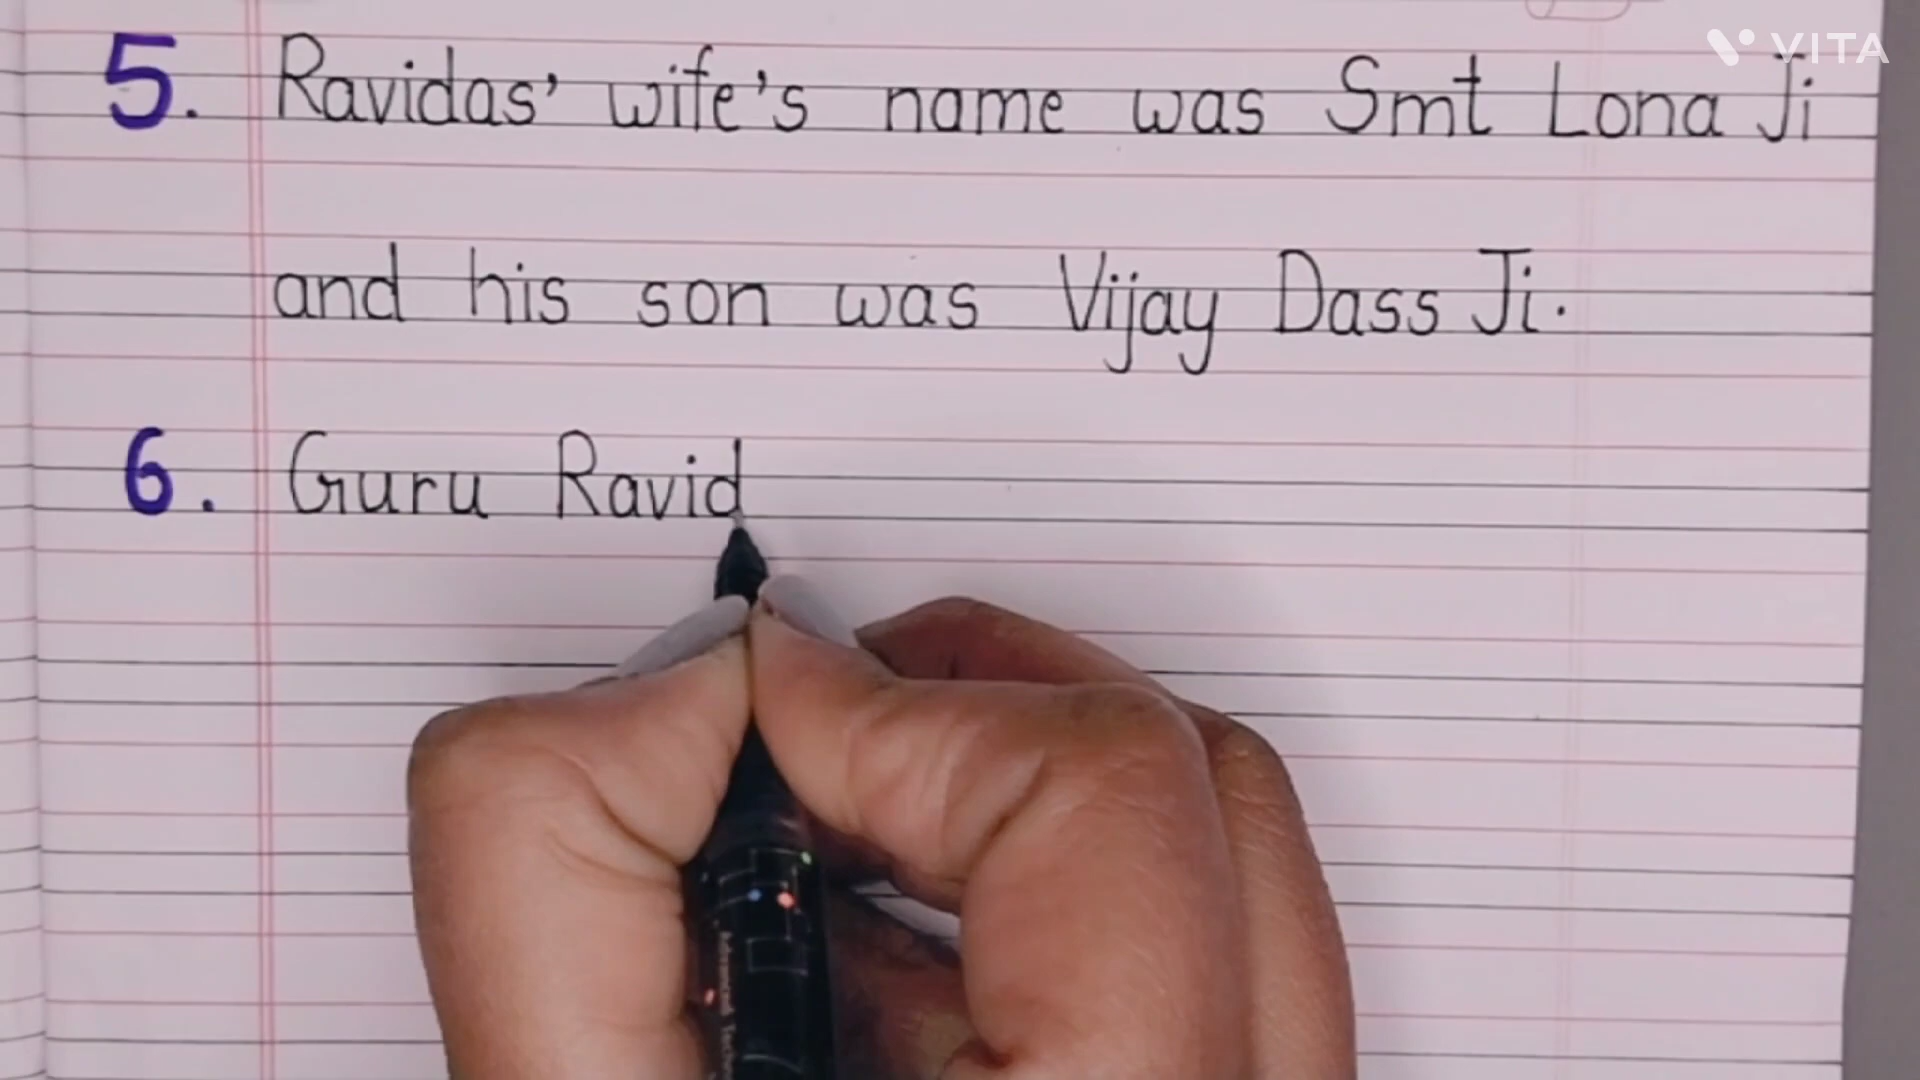 VITA
5. Ravidas' wife's name was Smt Lona Ji
and his son was Vijay Dass Ji.
6. Guru Ravid